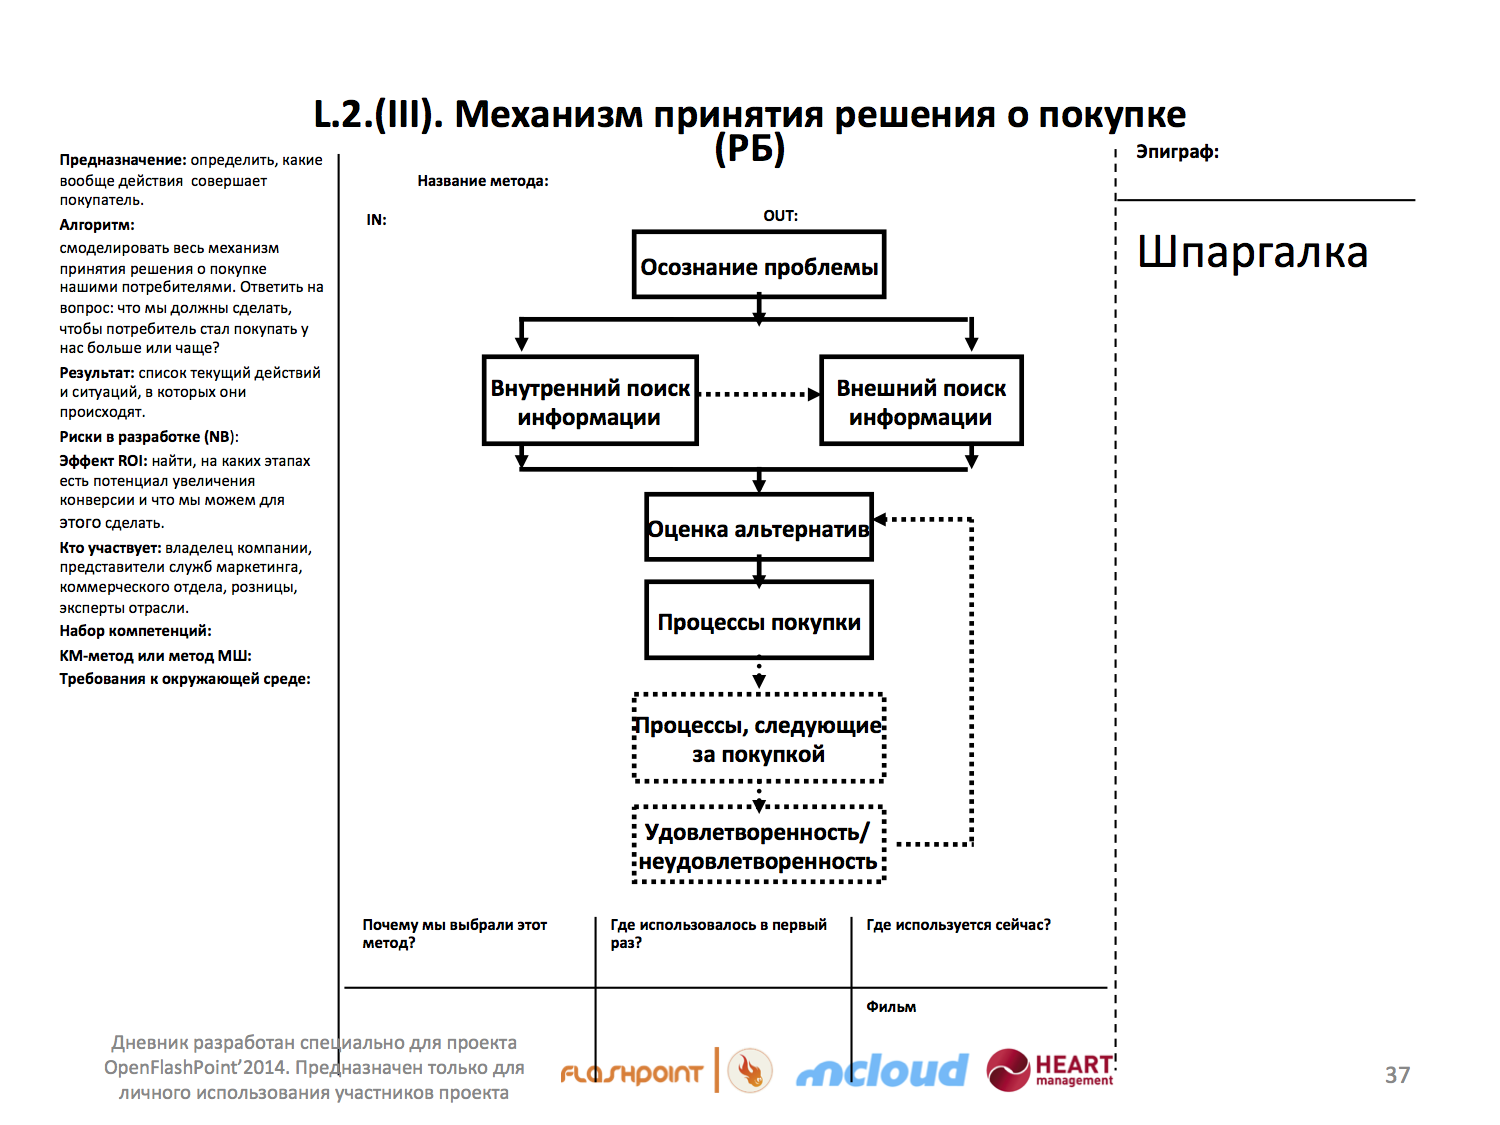 L.2.(III). Механизм принятия решения о покупке
(РБ)
Предназначение: определить, какие
вообще действия совершает
покупатель.
Алгоритм:
смоделировать весь механизм
принятия решения о покупке
нашими потребителями. Ответить на
вопрос: что мы должны сделать,
чтобы потребитель стал покупать у
нас больше или чаще?
Результат: список текущий действий
и ситуаций, в которых они
происходят.
Риски в разработке (NB):
Эффект ROI: найти, на каких этапах
есть потенциал увеличения
конверсии и что мы можем для
этого сделать.
Кто участвует: владелец компании,
представители служб маркетинга,
коммерческого отдела, розницы,
эксперты отрасли.
Набор компетенций:
КМ-метод или метод МШ:
Требования к окружающей среде:
Название метода:
IN:
OUT:
Осознание проблемы
Внутренний поиск
информации
Внешний поиск
информации
Оценка альтернатив
Процессы покупки
Процессы, следующие
за покупкой
Удовлетворенность/
неудовлетворенность
Эпиграф:
Шпаргалка
Почему мы выбрали этот
метод?
Где использовалось в первый
раз?
Где используется сейчас?
Фильм
Дневник разработан специально для проекта
OpenFlashPoint’2014. Предназначен только для
личного использования участников проекта
FLASHPOINT
mcloud
HEART
management
37